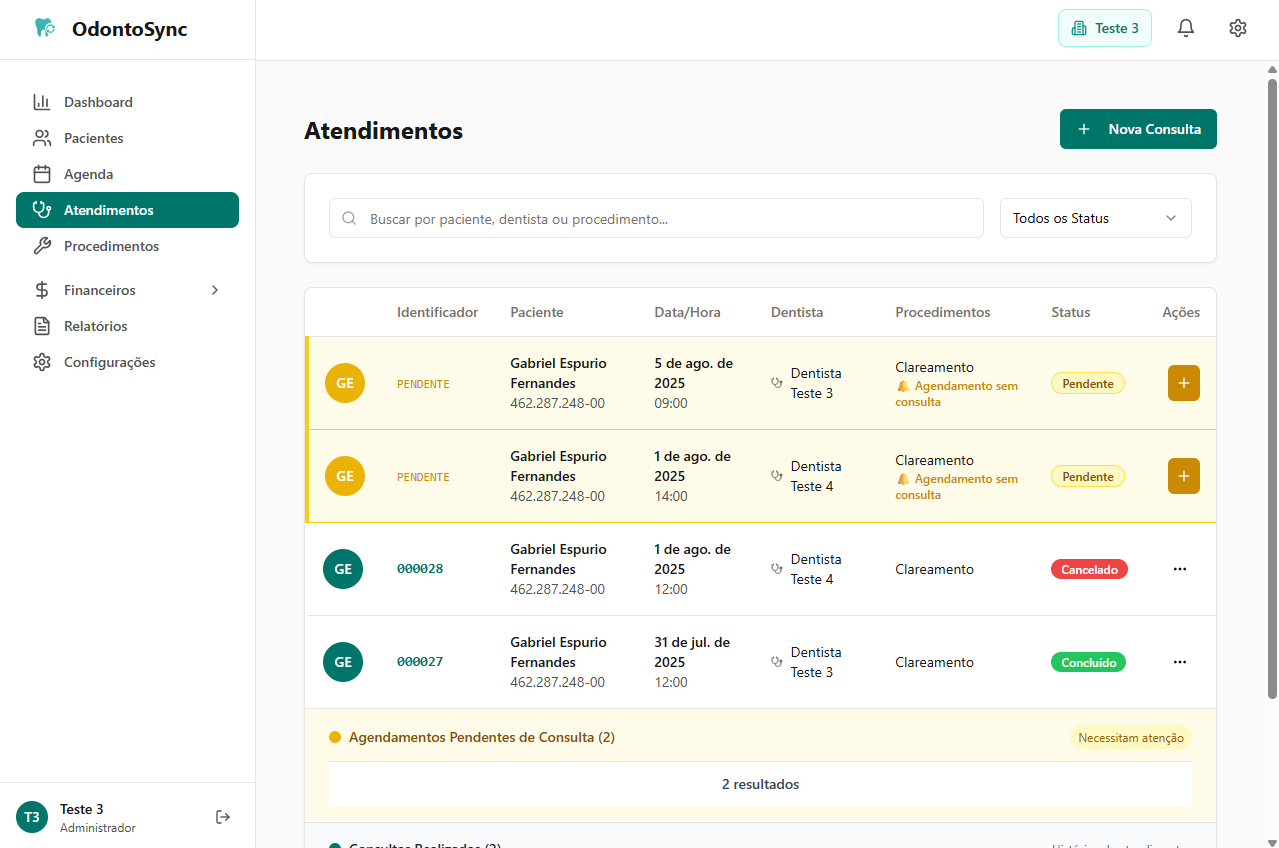 OdontoSync
Teste 3
Dashboard
Pacientes
Agenda
Atendimentos
Procedimentos
Financeiros
Relatórios
Configurações
T3
Teste 3
Administrador
Atendimentos
Nova Consulta
Buscar por paciente, dentista ou procedimento...
Todos os Status
Identificador Paciente Data/Hora Dentista Procedimentos Status Ações
GE
PENDENTE
Gabriel Espurio
Fernandes
462.287.248-00
5 de ago. de
2025
09:00
Dentista
Teste 3
Clareamento
Agendamento sem
consulta
Pendente
GE
PENDENTE
Gabriel Espurio
Fernandes
462.287.248-00
1 de ago. de
2025
14:00
Dentista
Teste 4
Clareamento
Agendamento sem
consulta
Pendente
GE
000028
Gabriel Espurio
Fernandes
462.287.248-00
1 de ago. de
2025
12:00
Dentista
Teste 4
Clareamento
Cancelado
GE
000027
Gabriel Espurio
Fernandes
462.287.248-00
31 de jul. de
2025
12:00
Dentista
Teste 3
Clareamento
Concluído
Agendamentos Pendentes de Consulta (2)
Necessitam atenção
2 resultados
Consultas Realizadas (2)